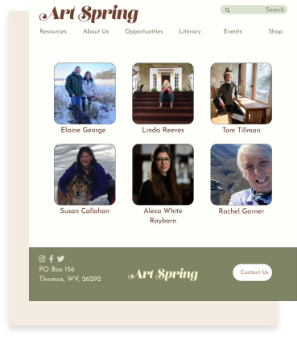 Art Spring
Search
Resources About Us Opportunities Literary Events Shop
Elaine George Linda Reeves Tom Tillman
Susan Callahan Alexa White Rayborn Rachel Garner
PO Box 156
Thomas, WV, 26292
Art Spring
Contact Us